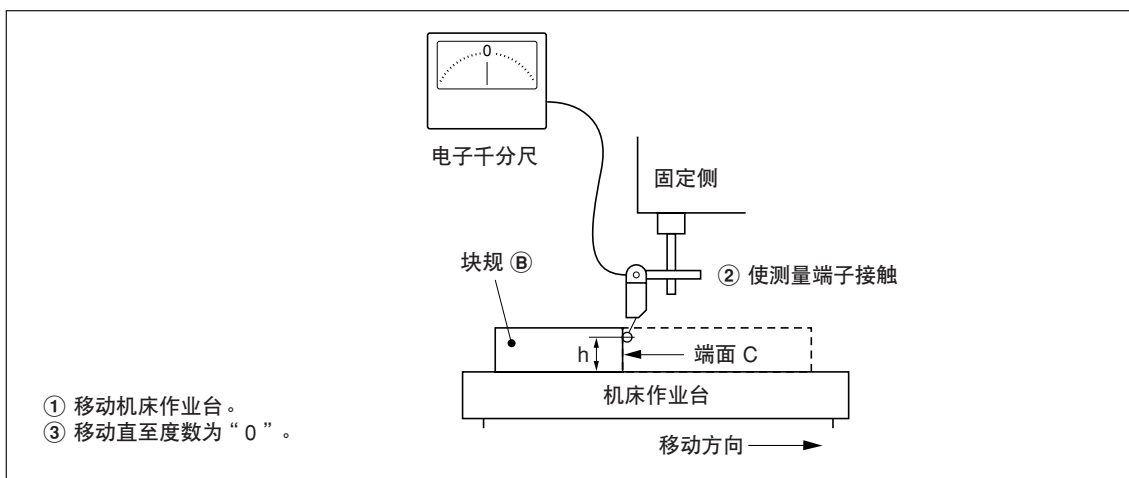 0
电子千分尺
固定侧
块规 Ⓑ
② 使测量端子接触
h
端面 C
机床作业台
① 移动机床作业台。
③ 移动直至度数为“0”。
移动方向